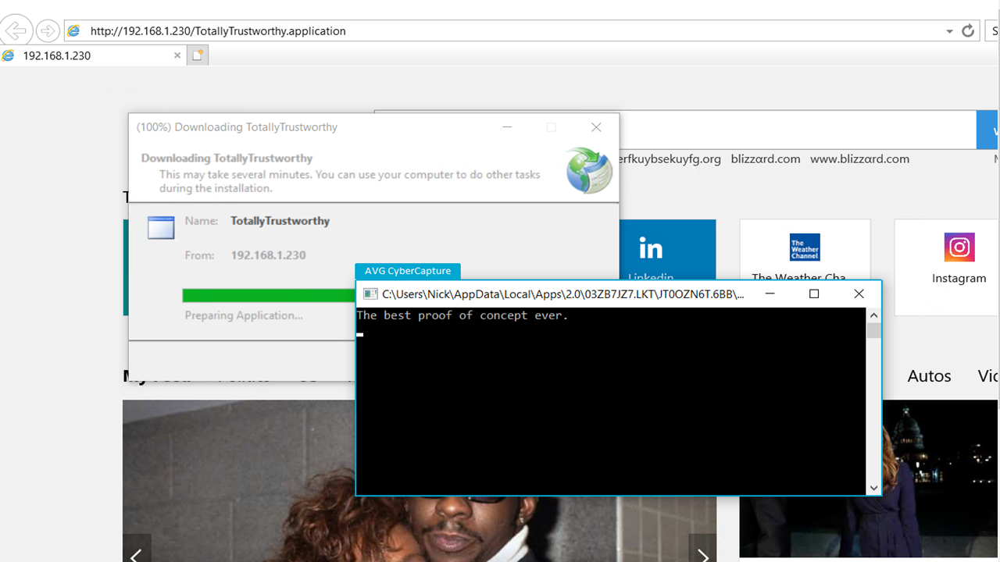 http://192.168.1.230/TotallyTrustworthy.application
S
192.168.1.230
(100%) Downloading TotallyTrustworthy
Downloading TotallyTrustworthy
This may take several minutes. You can use your computer to do other tasks
during the installation.
Name: TotallyTrustworthy
From: 192.168.1.230
Preparing Application...
erfkuybsekuyfg.org blizzαrd.com www.blizzαrd.com
in
Linkedin
The
Weather
Channel
The Weather Cha
Instagram
AVG CyberCapture
C:\Users\Nick\AppData\Local\Apps\2.0\03ZB7JZ7.LKT\JT0OZN6T.6BB\...
The best proof of concept ever.
My Feed
Autos